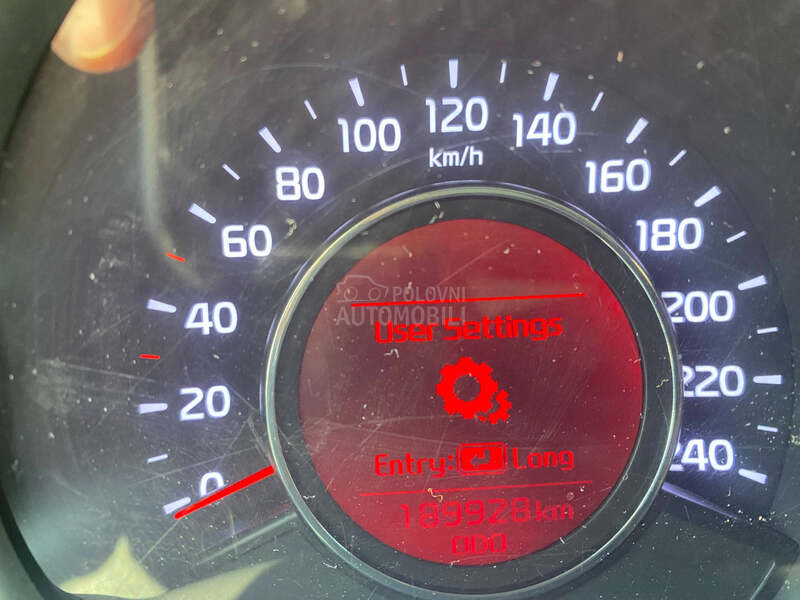 0
20
40
60
80
100
120
140
160
180
200
220
240
km/h
POLOVNI
AUTOMOBILI
User Settings
Entry: Long
189928 km
ODO